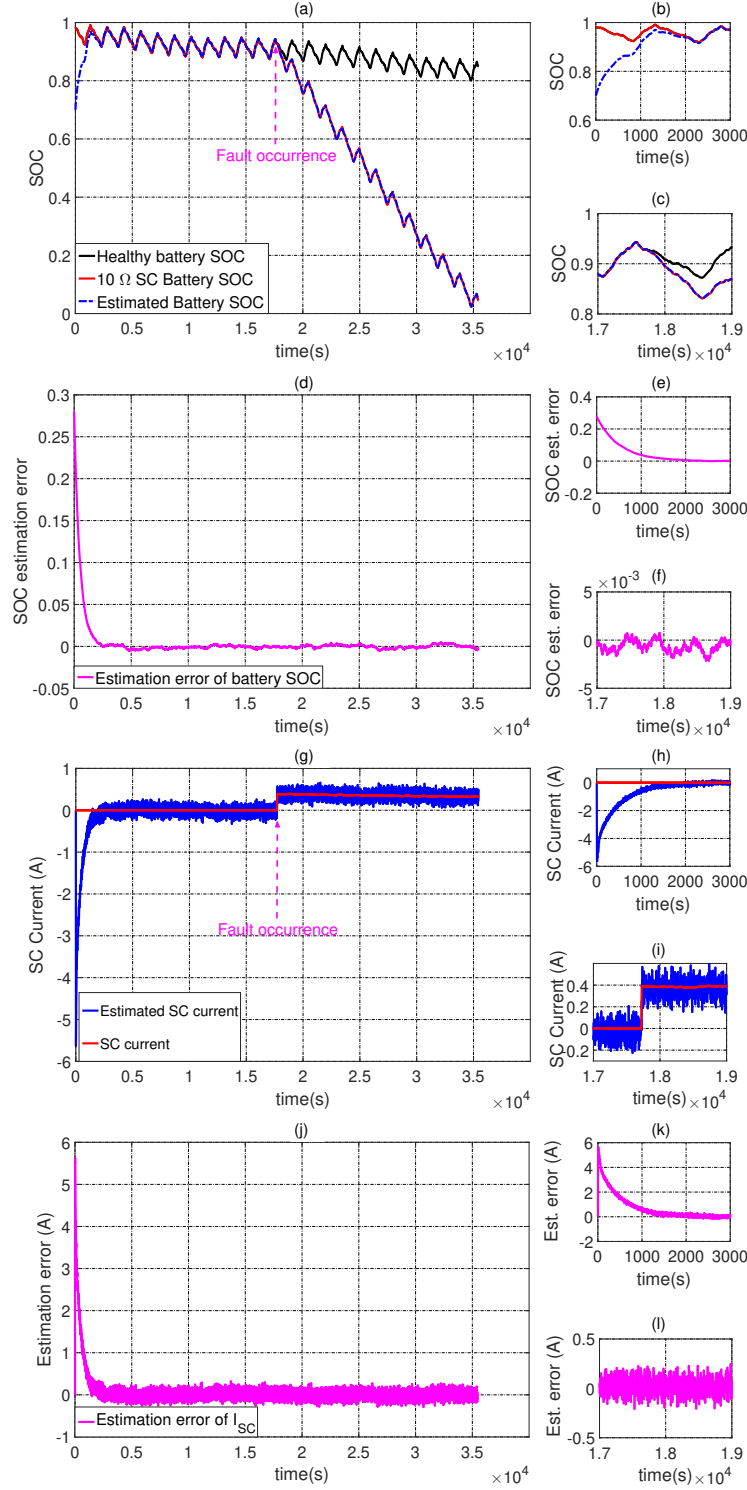 (a)
SOC
1
0.8
0.6
0.4
0.2
0
Fault occurrence
Healthy battery SOC
10 Ω SC Battery SOC
Estimated Battery SOC
0 0.5 1 1.5 2 2.5 3 3.5 4
time(s)
×10⁴
(b)
SOC
1
0.8
0.6
0 1000 2000 3000
time(s)
(c)
SOC
1
0.9
0.8
1.7 1.8 1.9
time(s) ×10⁴
(d)
SOC estimation error
0.3
0.25
0.2
0.15
0.1
0.05
0
-0.05
Estimation error of battery SOC
0 0.5 1 1.5 2 2.5 3 3.5 4
time(s)
×10⁴
(e)
SOC est. error
0.4
0.2
0
-0.2
0 1000 2000 3000
time(s)
(f)
×10⁻³
SOC est. error
5
0
-5
1.7 1.8 1.9
time(s) ×10⁴
(g)
SC Current (A)
1
0
-1
-2
-3
-4
-5
-6
Fault occurrence
Estimated SC current
SC current
0 0.5 1 1.5 2 2.5 3 3.5 4
time(s)
×10⁴
(h)
SC Current (A)
0
-2
-4
-6
0 1000 2000 3000
time(s)
(i)
SC Current (A)
0.4
0.2
0
-0.2
1.7 1.8 1.9
time(s) ×10⁴
(j)
Estimation error (A)
6
5
4
3
2
1
0
-1
Estimation error of I_SC
0 0.5 1 1.5 2 2.5 3 3.5 4
time(s)
×10⁴
(k)
Est. error (A)
6
4
2
0
-2
0 1000 2000 3000
time(s)
(l)
Est. error (A)
0.5
0
-0.5
1.7 1.8 1.9
time(s) ×10⁴